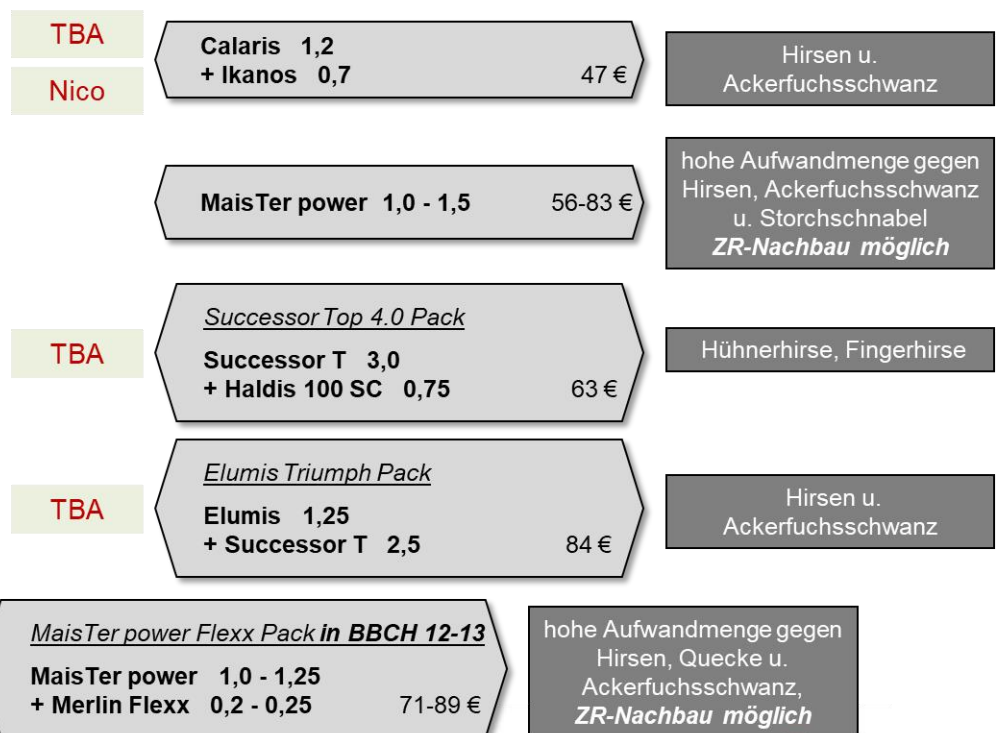 TBA
Nico
Calaris 1,2
+ Ikanos 0,7 47 €
Hirsen u.
Ackerfuchsschwanz
MaisTer power 1,0 - 1,5 56-83 €
hohe Aufwandmenge gegen
Hirsen, Ackerfuchsschwanz
u. Storchschnabel
ZR-Nachbau möglich
TBA
Successor Top 4.0 Pack
Successor T 3,0
+ Haldis 100 SC 0,75 63 €
Hühnerhirse, Fingerhirse
TBA
Elumis Triumph Pack
Elumis 1,25
+ Successor T 2,5 84 €
Hirsen u.
Ackerfuchsschwanz
MaisTer power Flexx Pack in BBCH 12-13
MaisTer power 1,0 - 1,25
+ Merlin Flexx 0,2 - 0,25 71-89 €
hohe Aufwandmenge gegen
Hirsen, Quecke u.
Ackerfuchsschwanz,
ZR-Nachbau möglich